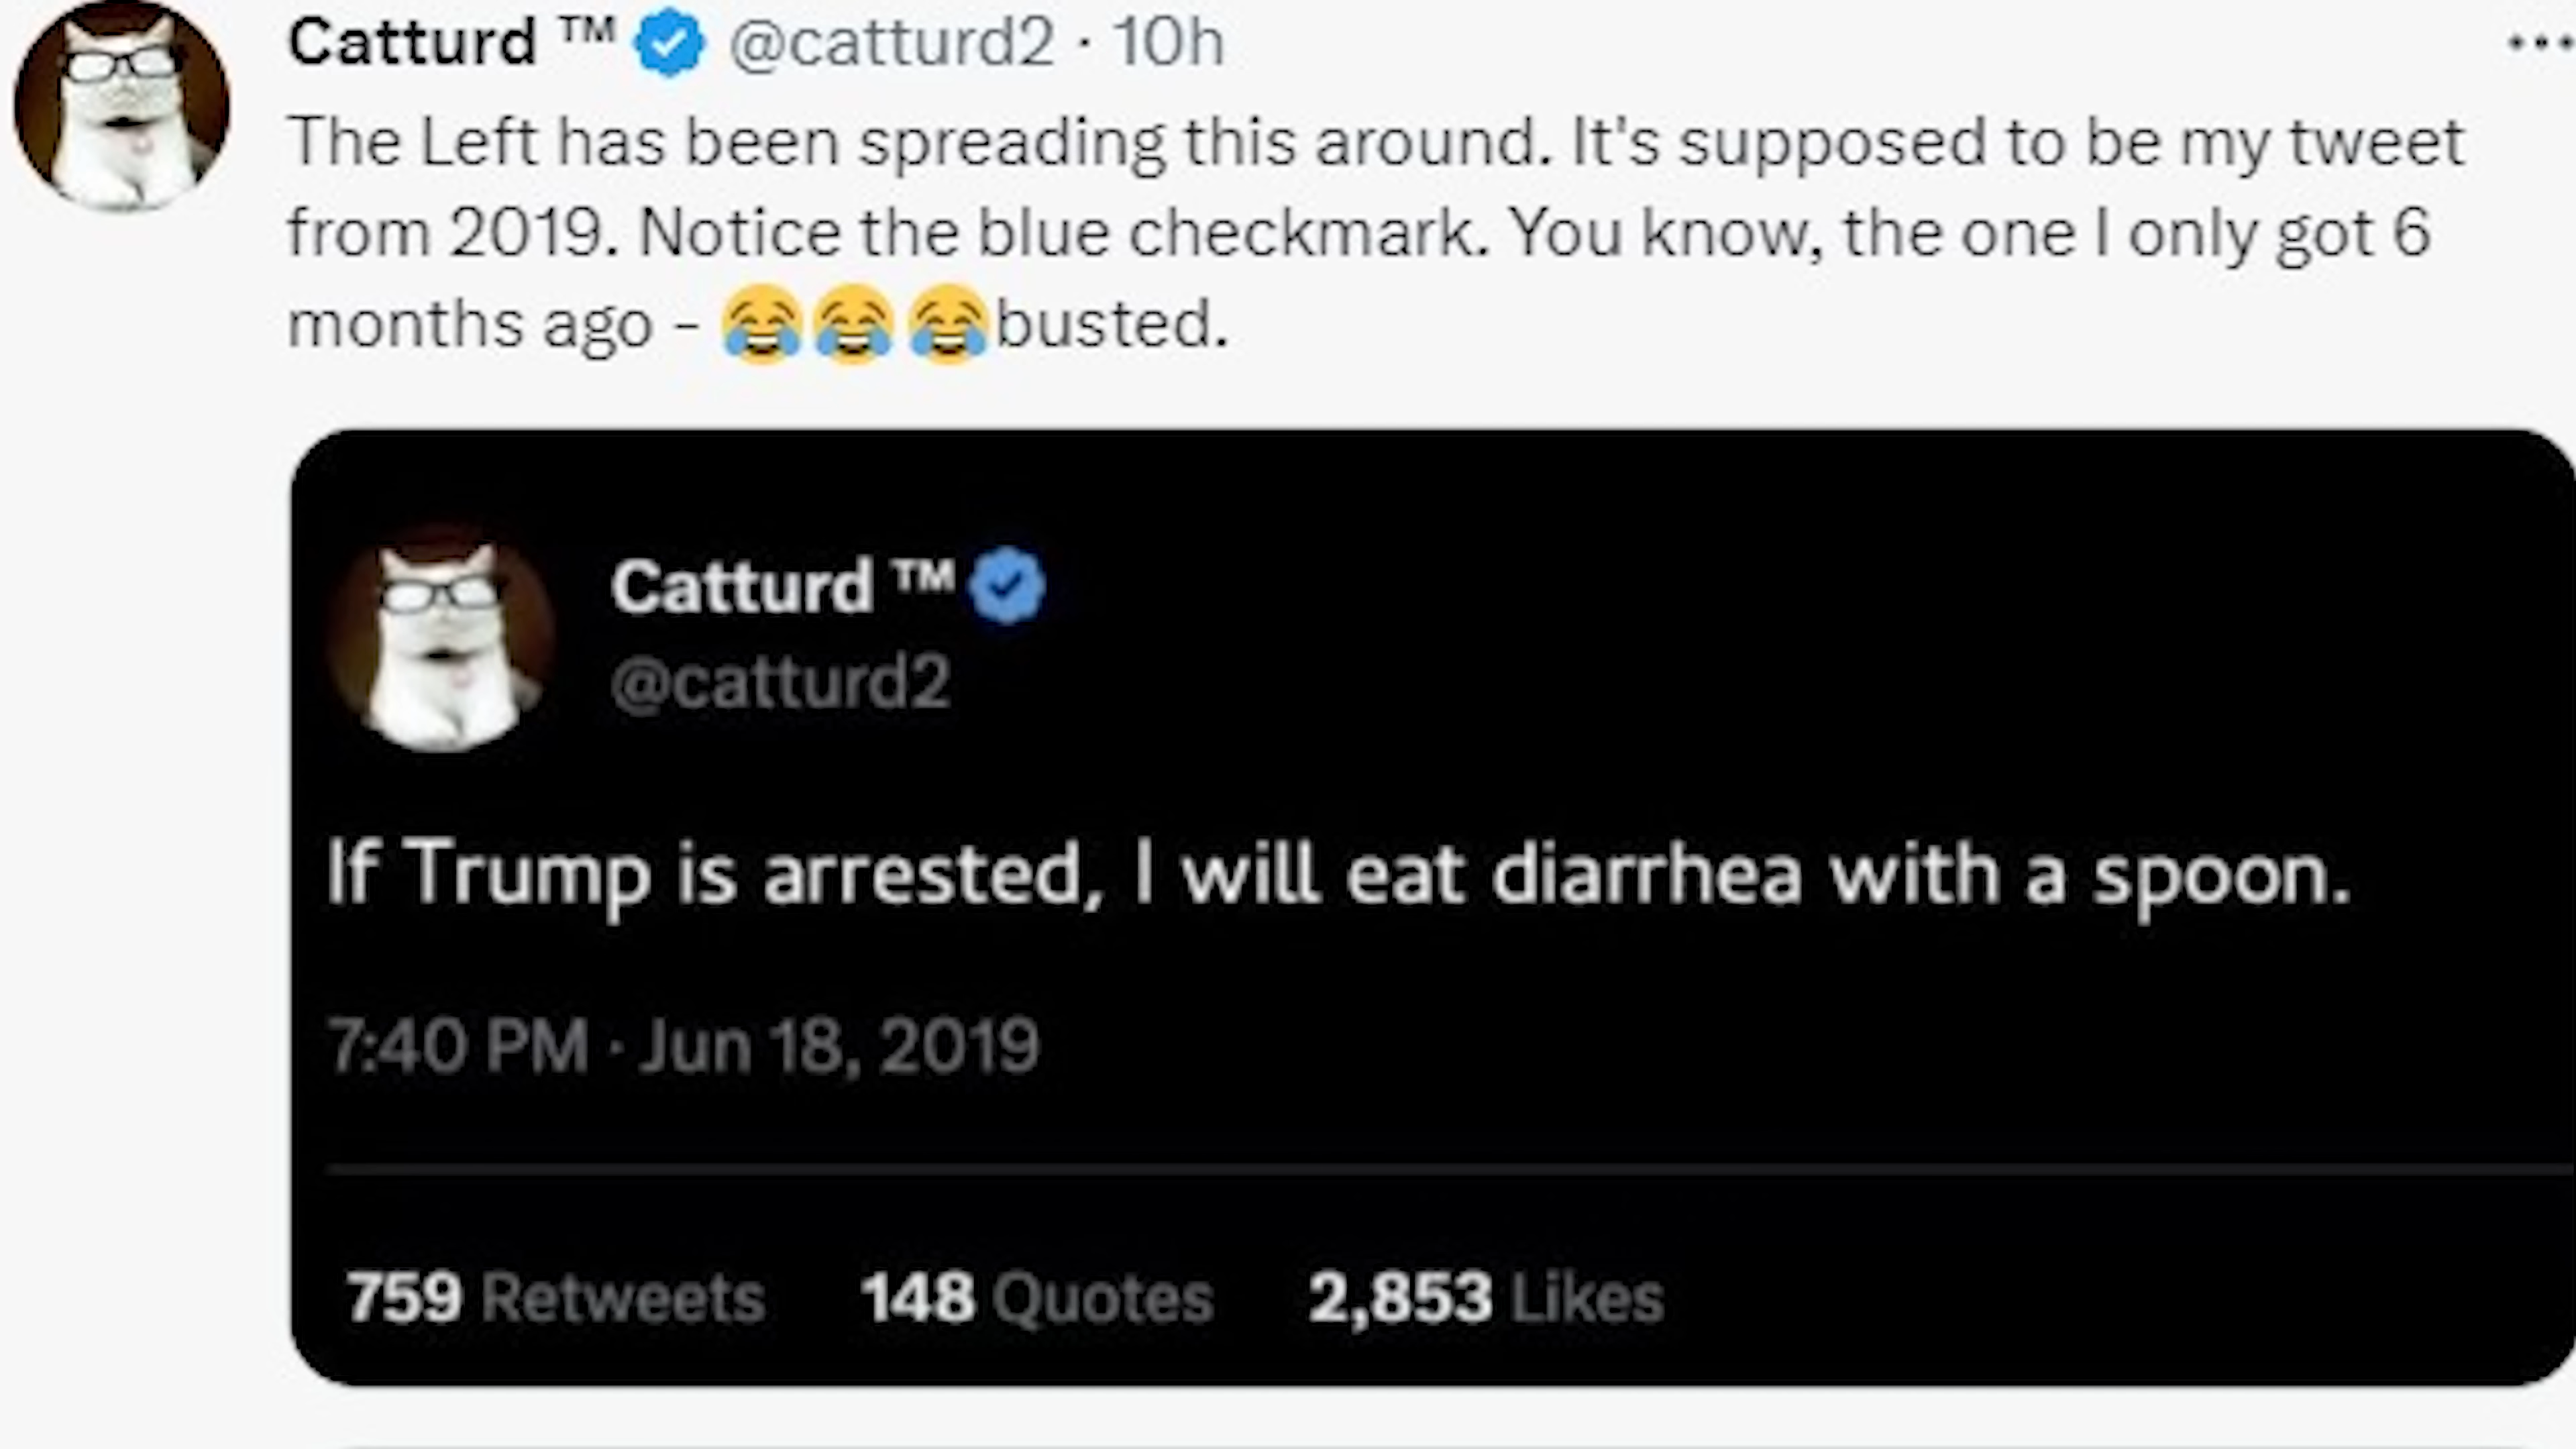 Catturd ™ @catturd2 · 10h
The Left has been spreading this around. It's supposed to be my tweet
from 2019. Notice the blue checkmark. You know, the one I only got 6
months ago - 😂😂😂busted.
Catturd ™
@catturd2
If Trump is arrested, I will eat diarrhea with a spoon.
7:40 PM · Jun 18, 2019
759 Retweets 148 Quotes 2,853 Likes